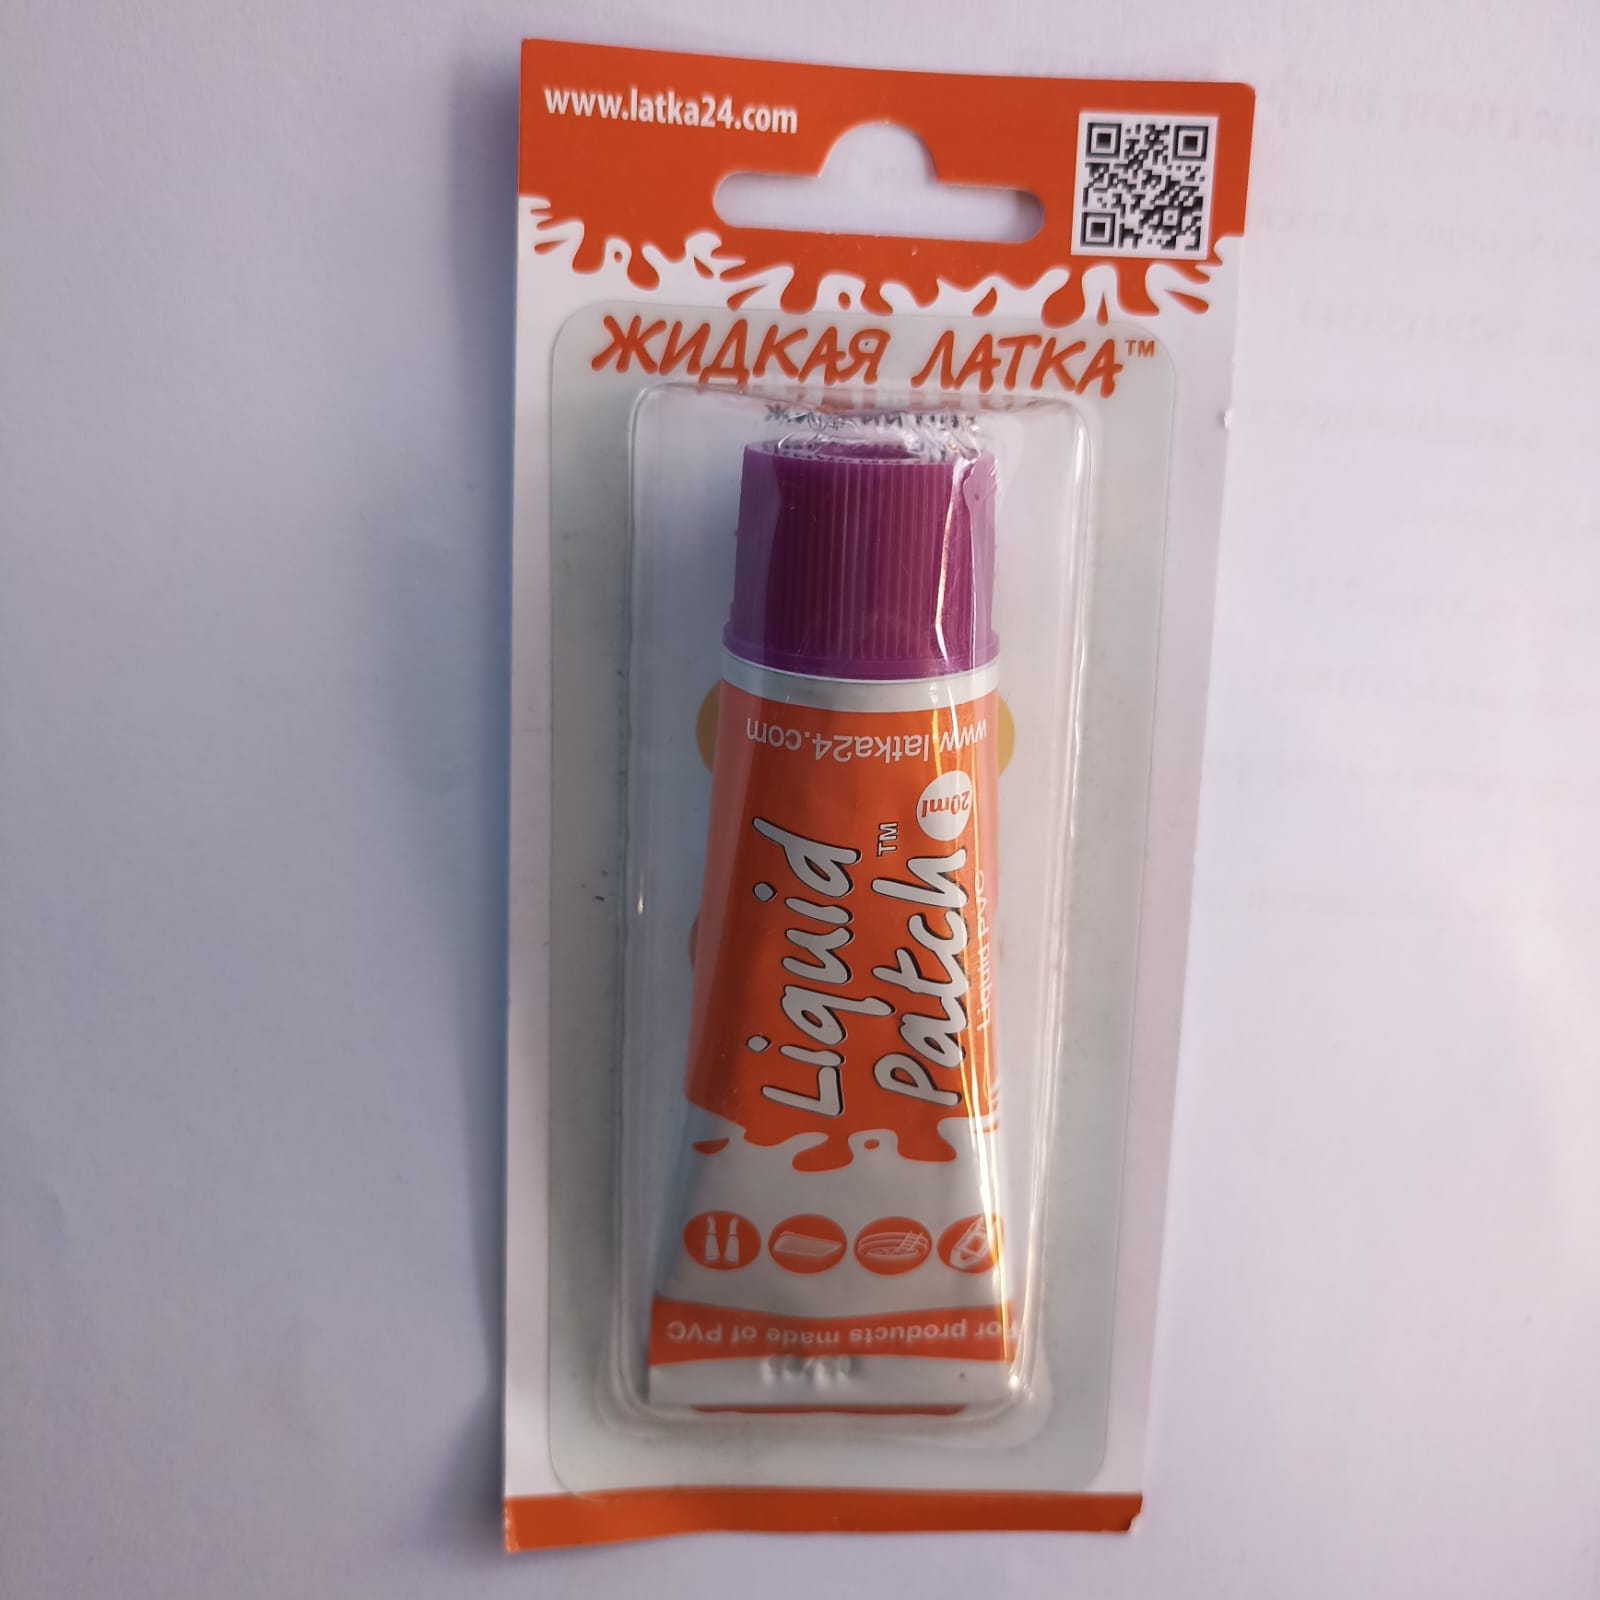 www.latka24.com
ЖИДКАЯ ЛАТКА™
www.latka24.com
20ml
Liquid
Patch™
Liquid PVC
For products made of PVC